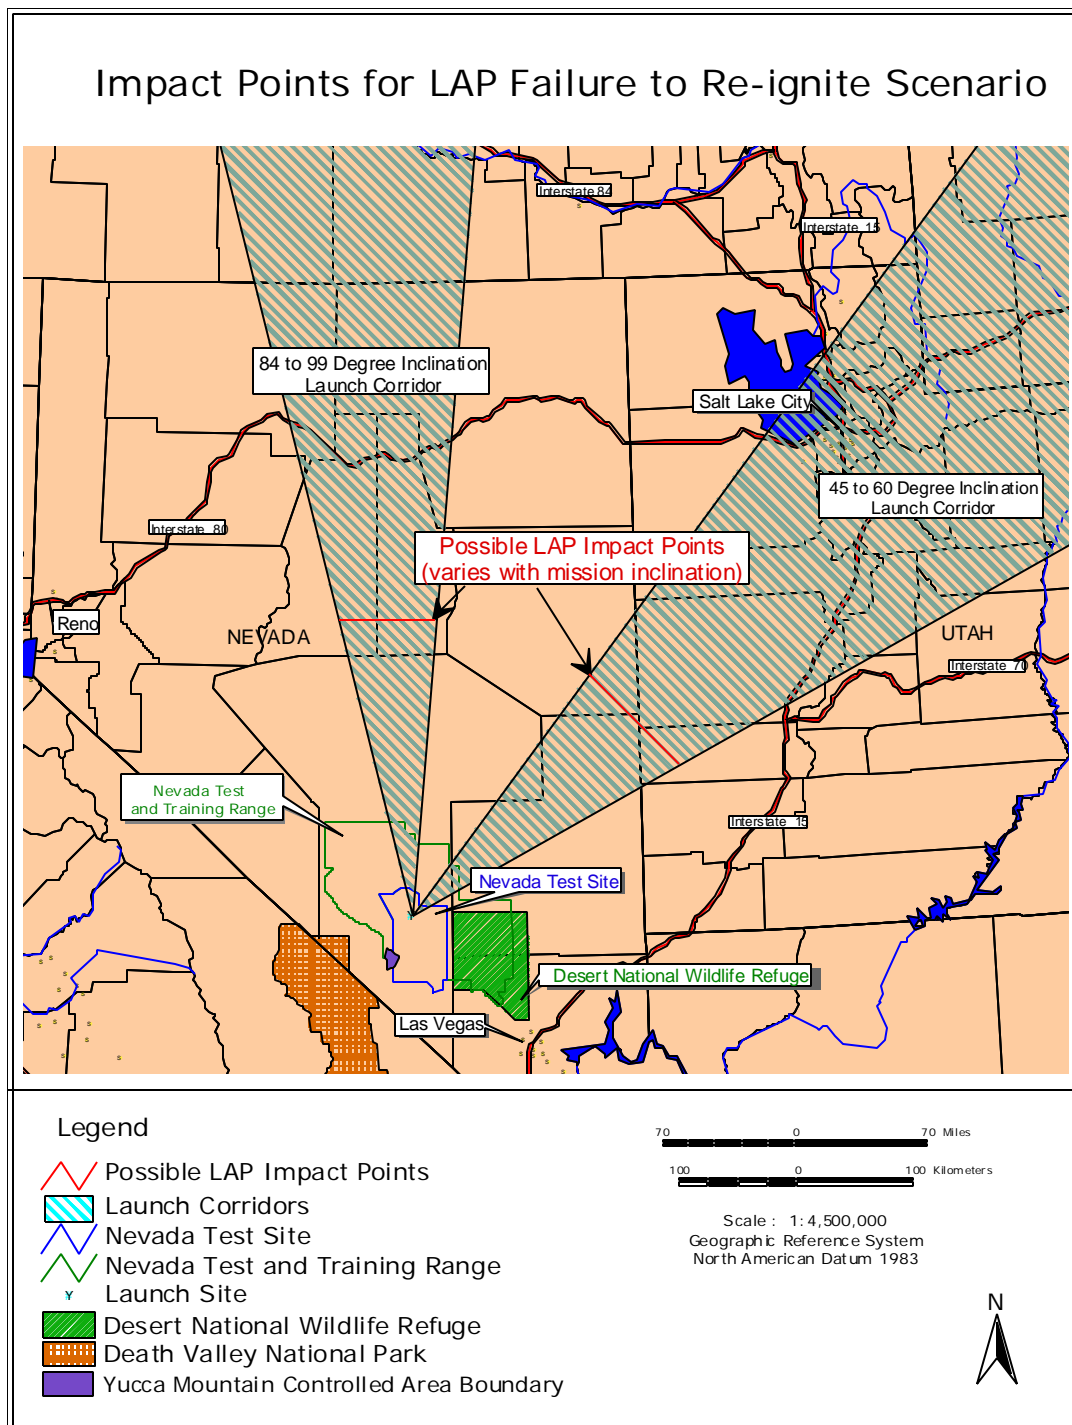 Impact Points for LAP Failure to Re-ignite Scenario
Interstate 84
Interstate 15
84 to 99 Degree Inclination
Launch Corridor
Salt Lake City
45 to 60 Degree Inclination
Launch Corridor
Interstate 80
Possible LAP Impact Points
(varies with mission inclination)
Reno
NEVADA
UTAH
Interstate 70
Nevada Test
and Training Range
Interstate 15
Nevada Test Site
Desert National Wildlife Refuge
Las Vegas
Legend
Possible LAP Impact Points
Launch Corridors
Nevada Test Site
Nevada Test and Training Range
Y Launch Site
Desert National Wildlife Refuge
Death Valley National Park
Yucca Mountain Controlled Area Boundary
70 0 70 Miles
100 0 100 Kilometers
Scale : 1:4,500,000
Geographic Reference System
North American Datum 1983
N